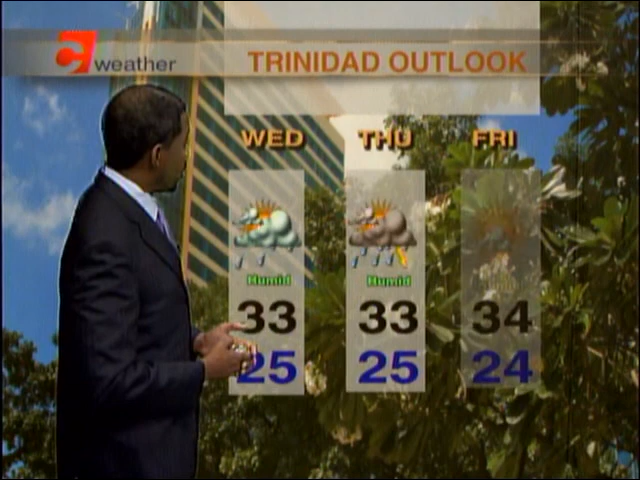 weather
TRINIDAD OUTLOOK
WED THU FRI
Humid Humid
33 33 34
25 25 24